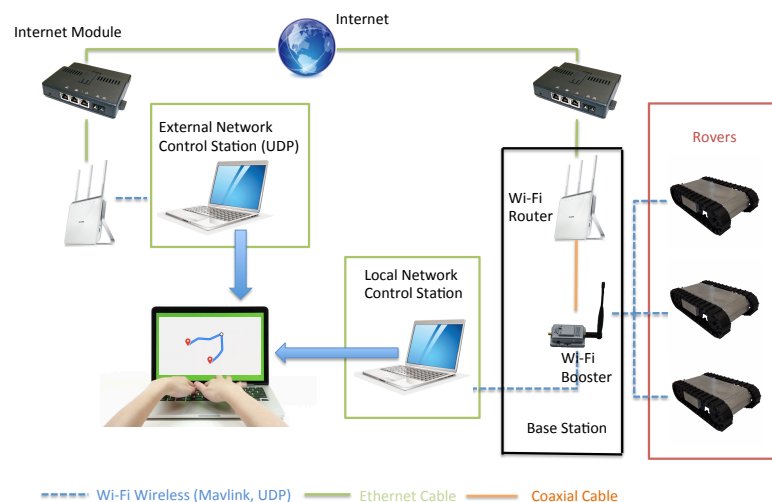 Internet
Internet Module
External Network
Control Station (UDP)
Rovers
Wi-Fi
Router
Local Network
Control Station
Wi-Fi
Booster
Base Station
Wi-Fi Wireless (Mavlink, UDP)
Ethernet Cable
Coaxial Cable